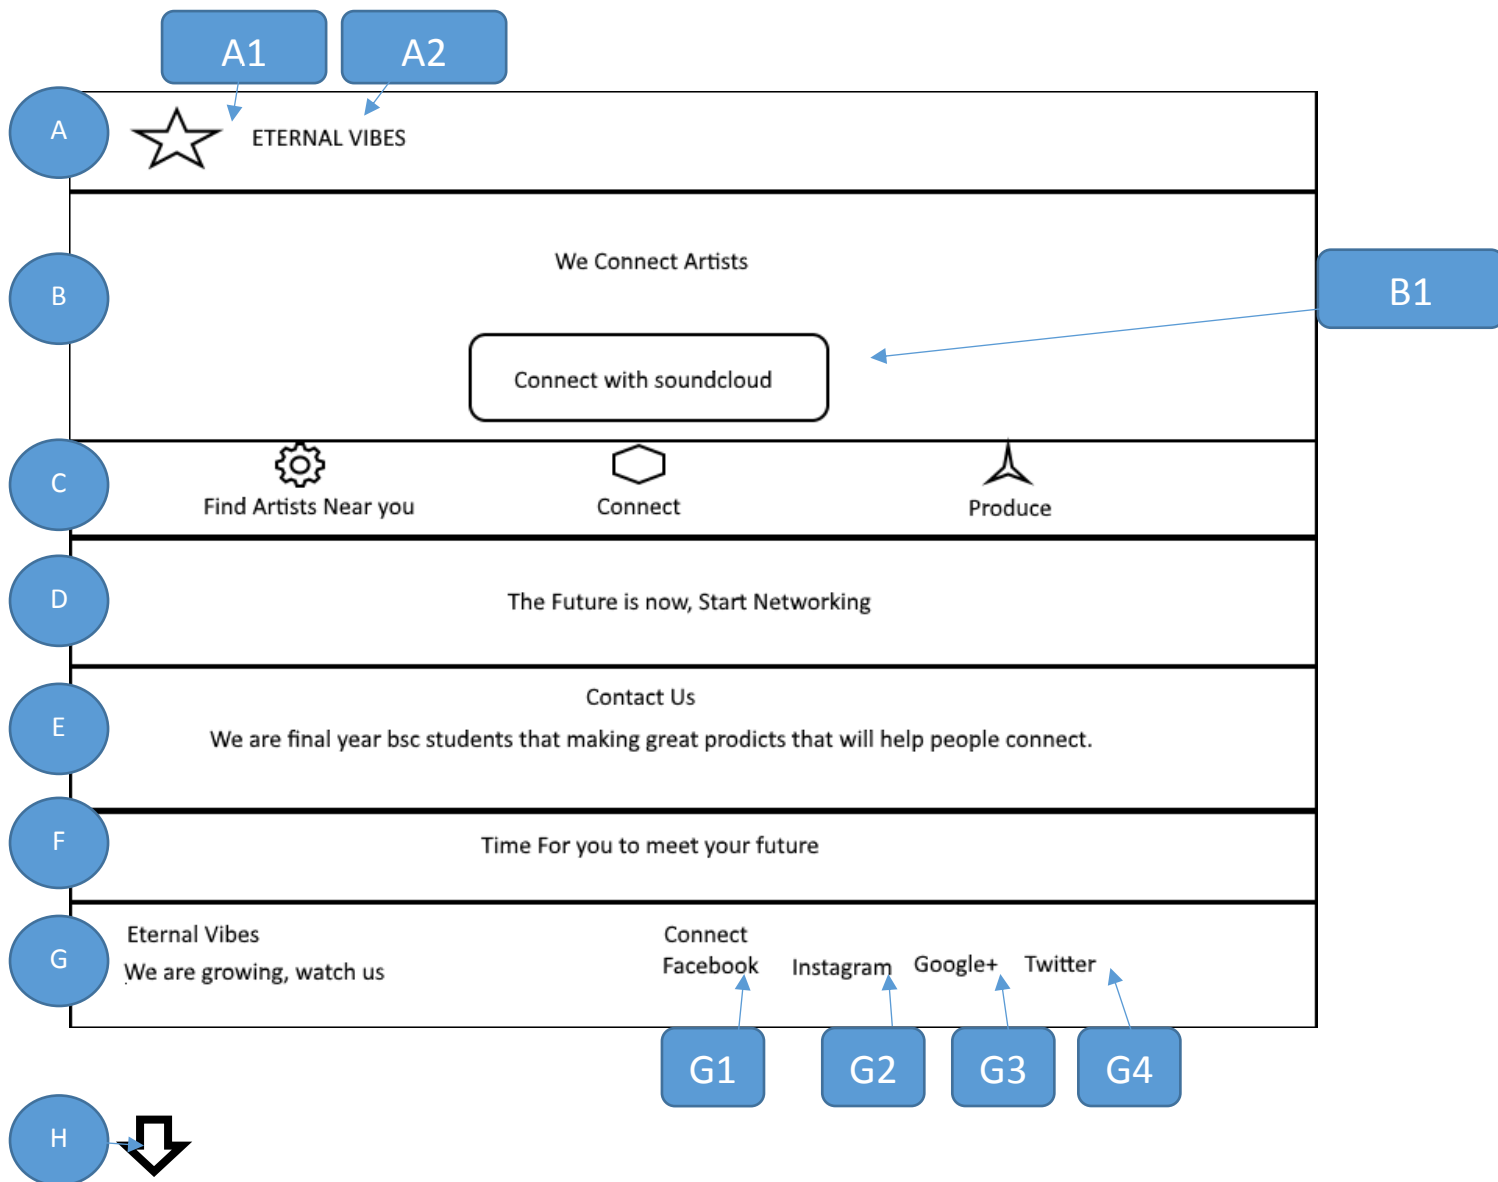 A1
A2
A
ETERNAL VIBES
B
We Connect Artists
B1
Connect with soundcloud
C
Find Artists Near you
Connect
Produce
D
The Future is now, Start Networking
E
Contact Us
We are final year bsc students that making great prodicts that will help people connect.
F
Time For you to meet your future
G
Eternal Vibes
We are growing, watch us
Connect
Facebook
Instagram
Google+
Twitter
G1
G2
G3
G4
H